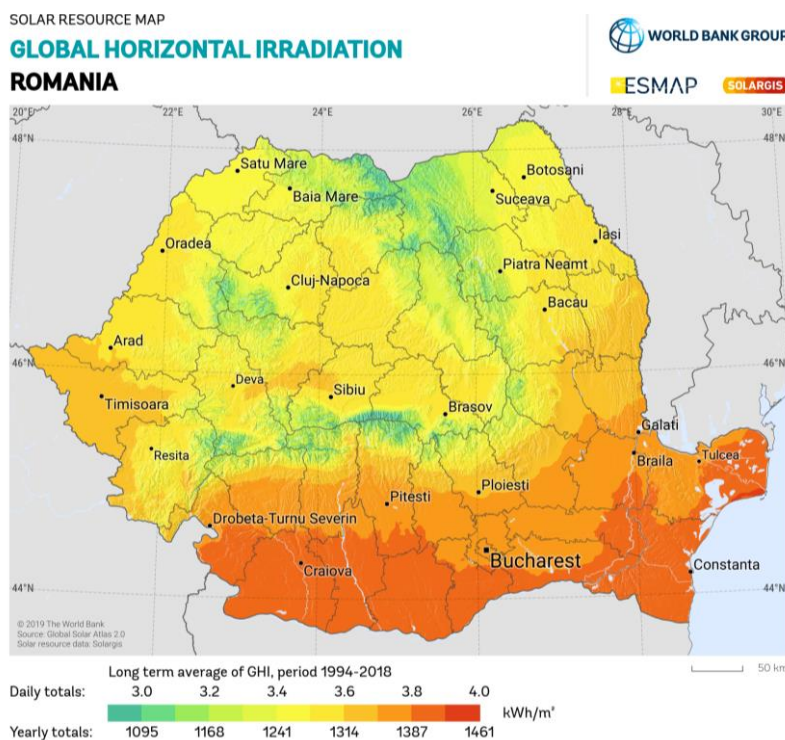 SOLAR RESOURCE MAP
GLOBAL HORIZONTAL IRRADIATION
ROMANIA
WORLD BANK GROUP
ESMAP
SOLARGIS
20°E 22°E 24°E 26°E 28°E 30°E
48°N 48°N
Satu Mare
Botosani
Baia Mare
Suceava
Iasi
Oradea
Piatra Neamt
Cluj-Napoca
Bacau
Arad
46°N 46°N
Deva
Sibiu
Timisoara
Brasov
Galati
Resita
Braila
Tulcea
Ploiesti
Pitesti
Drobeta-Turnu Severin
Bucharest
Craiova
Constanta
44°N 44°N
© 2019 The World Bank
Source: Global Solar Atlas 2.0
Solar resource data: Solargis
Long term average of GHI, period 1994-2018
50 km
Daily totals: 3.0 3.2 3.4 3.6 3.8 4.0
kWh/m²
Yearly totals: 1095 1168 1241 1314 1387 1461